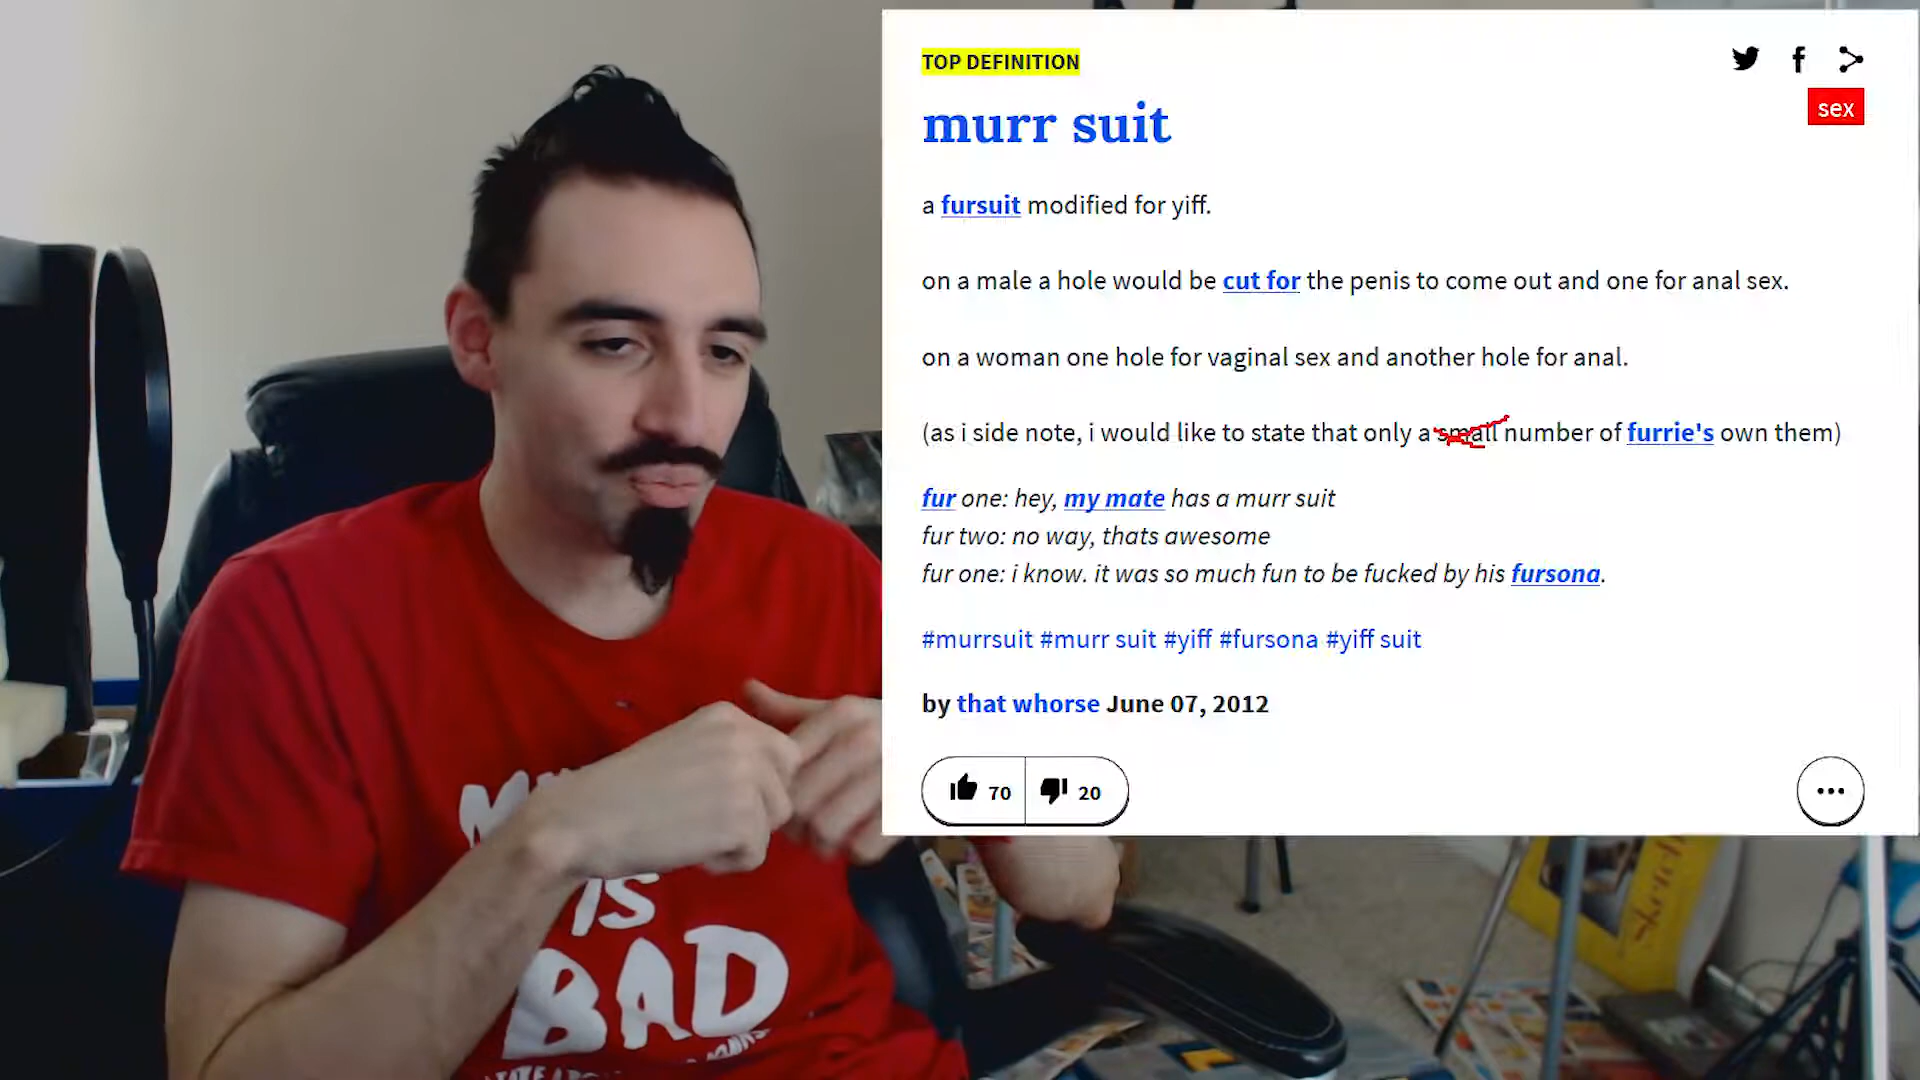 TOP DEFINITION
sex
murr suit
a fursuit modified for yiff.
on a male a hole would be cut for the penis to come out and one for anal sex.
on a woman one hole for vaginal sex and another hole for anal.
(as i side note, i would like to state that only a small number of furrie's own them)
fur one: hey, my mate has a murr suit
fur two: no way, thats awesome
fur one: i know. it was so much fun to be fucked by his fursona.
#murrsuit #murr suit #yiff #fursona #yiff suit
by that whorse June 07, 2012
70 20
IS
BAD